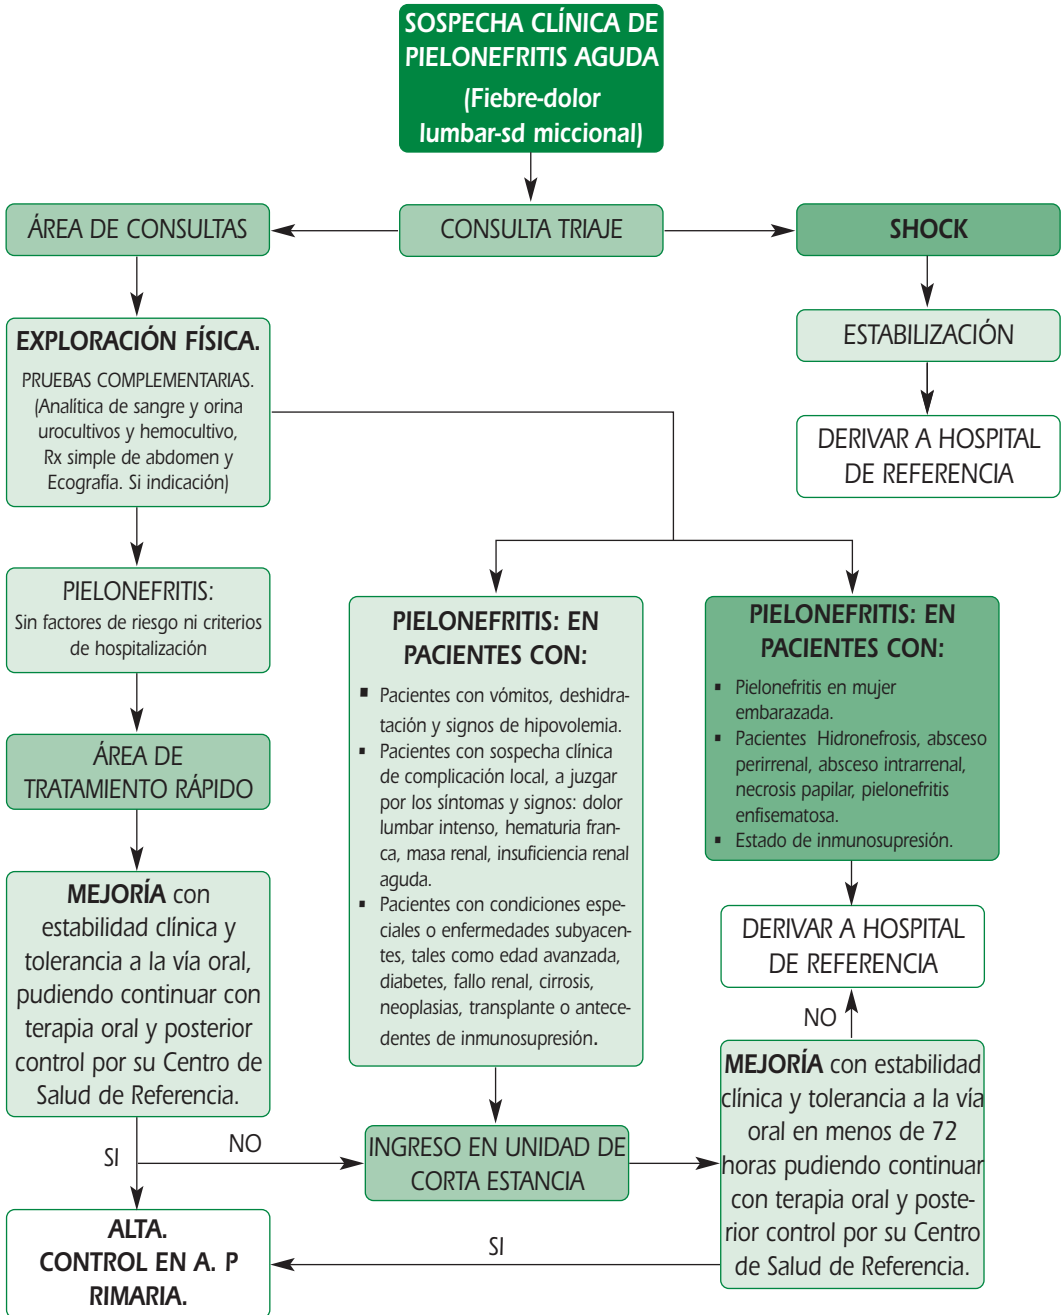 SOSPECHA CLÍNICA DE
PIELONEFRITIS AGUDA
(Fiebre-dolor
lumbar-sd miccional)
ÁREA DE CONSULTAS
CONSULTA TRIAJE
SHOCK
EXPLORACIÓN FÍSICA.
PRUEBAS COMPLEMENTARIAS.
(Analítica de sangre y orina
urocultivos y hemocultivo,
Rx simple de abdomen y
Ecografía. Si indicación)
ESTABILIZACIÓN
DERIVAR A HOSPITAL
DE REFERENCIA
PIELONEFRITIS:
Sin factores de riesgo ni criterios
de hospitalización
ÁREA DE
TRATAMIENTO RÁPIDO
MEJORÍA con
estabilidad clínica y
tolerancia a la vía oral,
pudiendo continuar con
terapia oral y posterior
control por su Centro de
Salud de Referencia.
PIELONEFRITIS: EN
PACIENTES CON:
▪ Pacientes con vómitos, deshidra-
tación y signos de hipovolemia.
▪ Pacientes con sospecha clínica
de complicación local, a juzgar
por los síntomas y signos: dolor
lumbar intenso, hematuria fran-
ca, masa renal, insuficiencia renal
aguda.
▪ Pacientes con condiciones espe-
ciales o enfermedades subyacen-
tes, tales como edad avanzada,
diabetes, fallo renal, cirrosis,
neoplasias, transplante o antece-
dentes de inmunosupresión.
PIELONEFRITIS: EN
PACIENTES CON:
▪ Pielonefritis en mujer
embarazada.
▪ Pacientes Hidronefrosis, absceso
perirrenal, absceso intrarrenal,
necrosis papilar, pielonefritis
enfisematosa.
▪ Estado de inmunosupresión.
DERIVAR A HOSPITAL
DE REFERENCIA
NO
MEJORÍA con estabilidad
clínica y tolerancia a la vía
oral en menos de 72
horas pudiendo continuar
con terapia oral y poste-
rior control por su Centro
de Salud de Referencia.
SI
NO
INGRESO EN UNIDAD DE
CORTA ESTANCIA
SI
ALTA.
CONTROL EN A. P
RIMARIA.